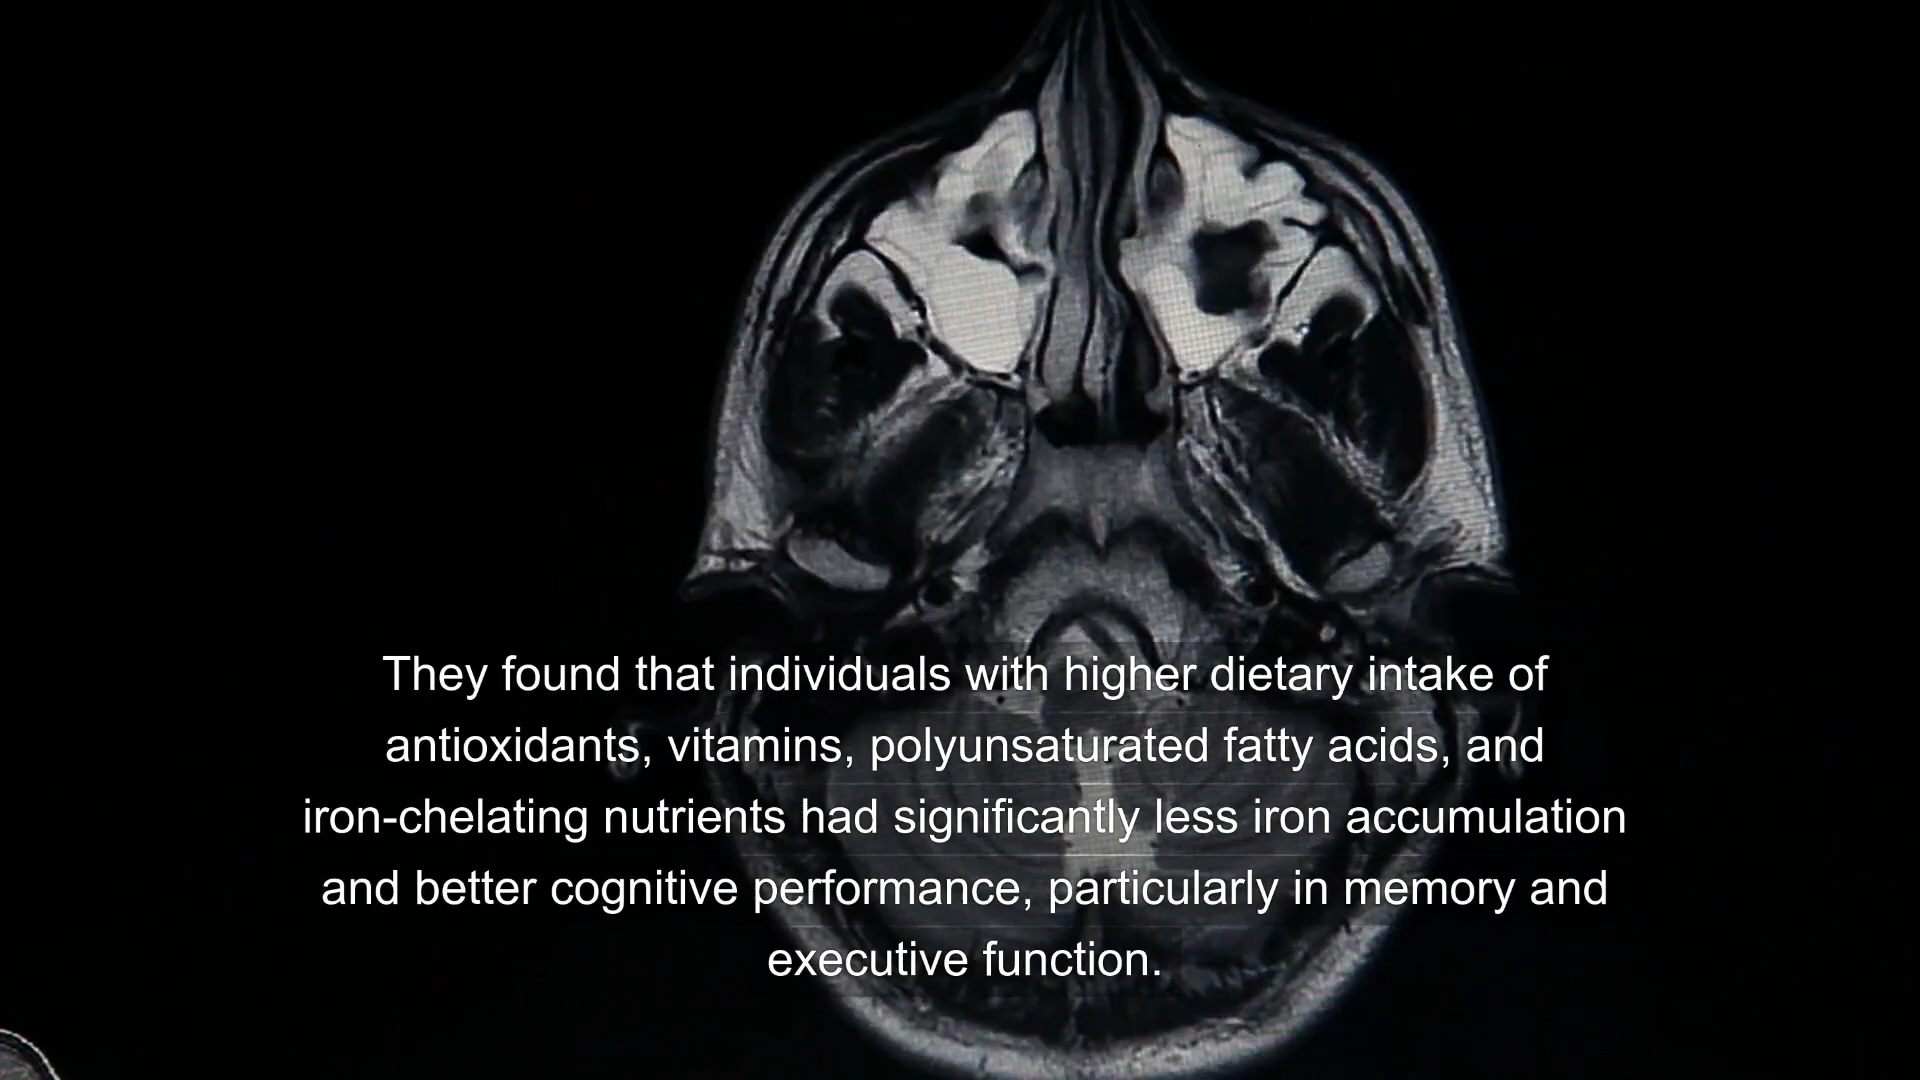 They found that individuals with higher dietary intake of
antioxidants, vitamins, polyunsaturated fatty acids, and
iron-chelating nutrients had significantly less iron accumulation
and better cognitive performance, particularly in memory and
executive function.